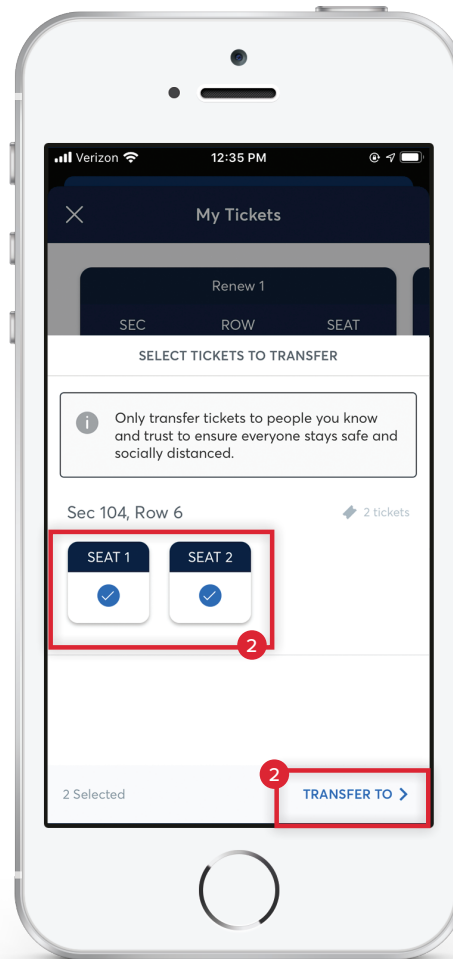 Verizon 12:35 PM
My Tickets
Renew 1
SEC ROW SEAT
SELECT TICKETS TO TRANSFER
i Only transfer tickets to people you know
and trust to ensure everyone stays safe and
socially distanced.
Sec 104, Row 6 2 tickets
SEAT 1 SEAT 2
2
2
2 Selected TRANSFER TO >